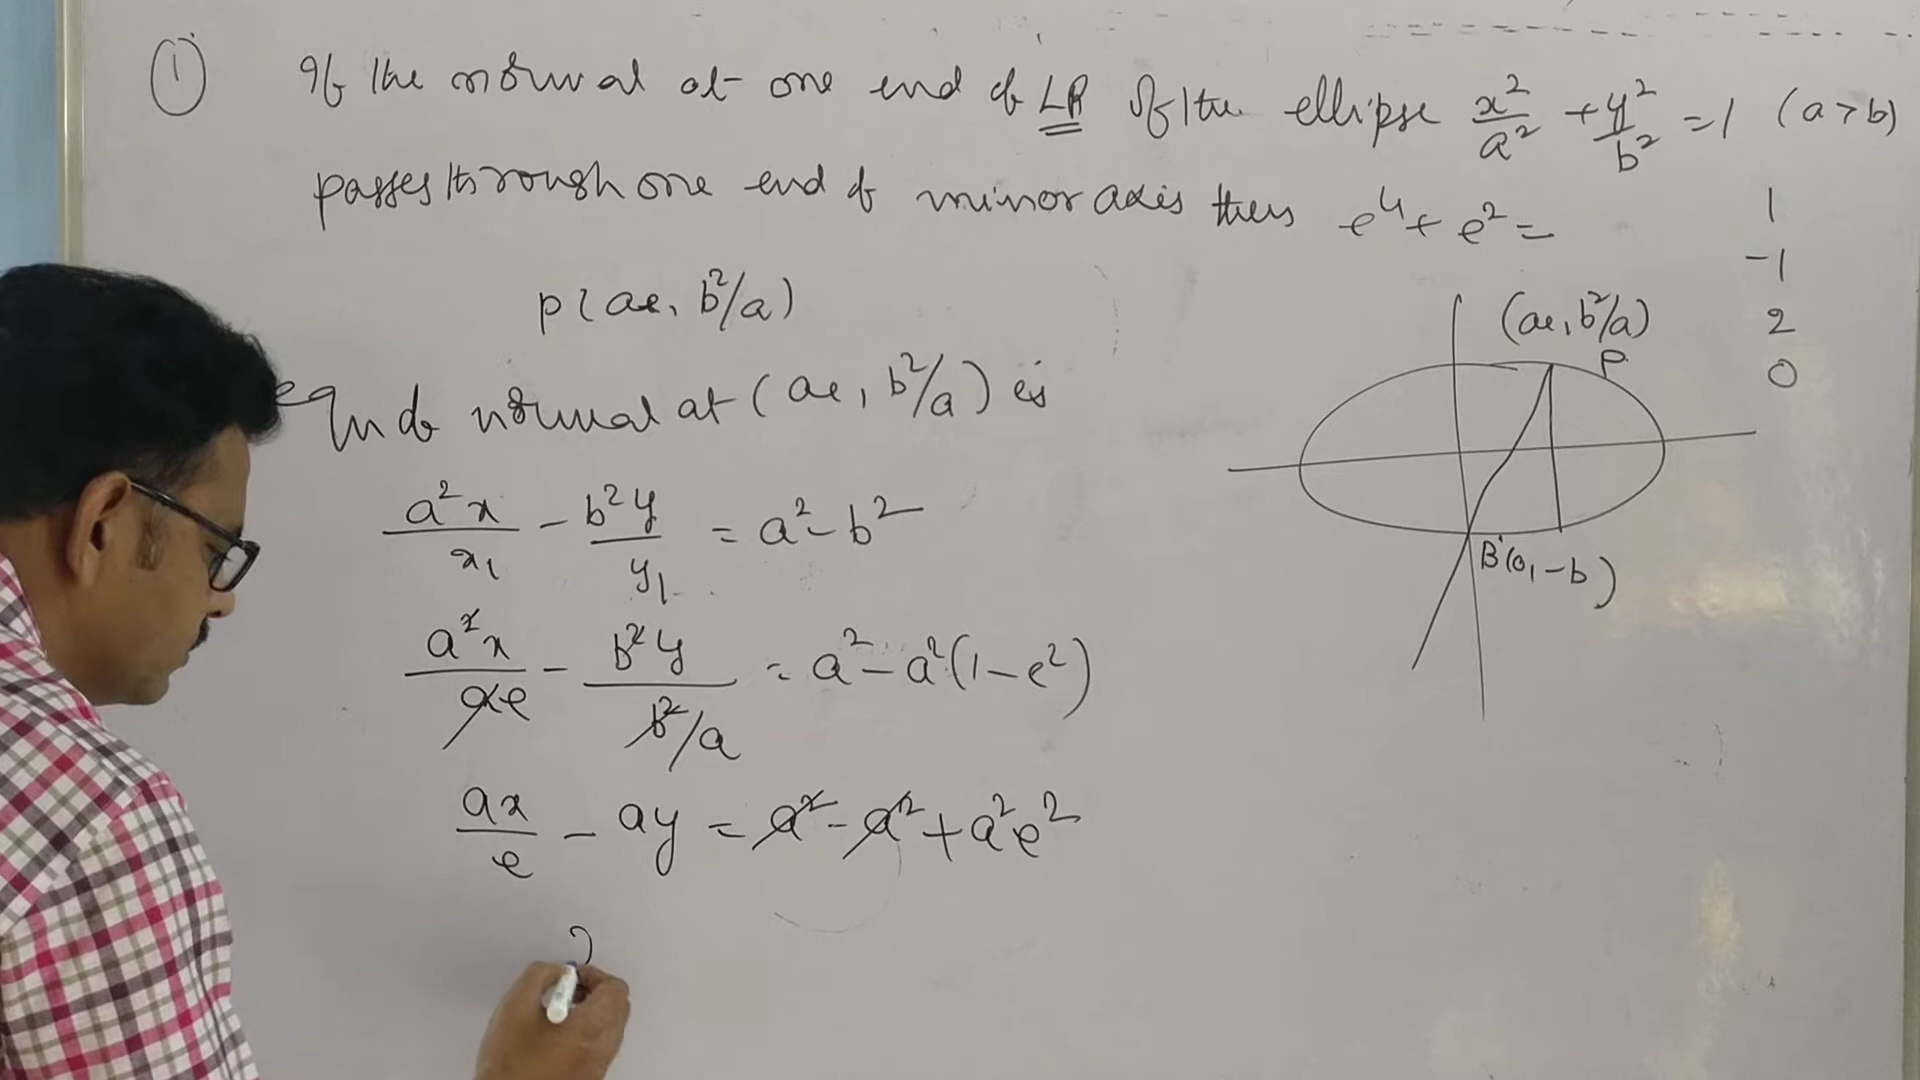 1) If the normal at one end of LR of the ellipse x²/a² + y²/b² = 1 (a > b)
passes through one end of minor axis then e⁴ + e² =
1
-1
2
0
P(ae, b²/a)
eqn of normal at (ae, b²/a) is
a²x/x₁ - b²y/y₁ = a² - b²
a²x/ae - b²y/b²/a = a² - a²(1 - e²)
ax/e - ay = a² - a² + a²e²
(ae, b²/a)
P
B'(0, -b)